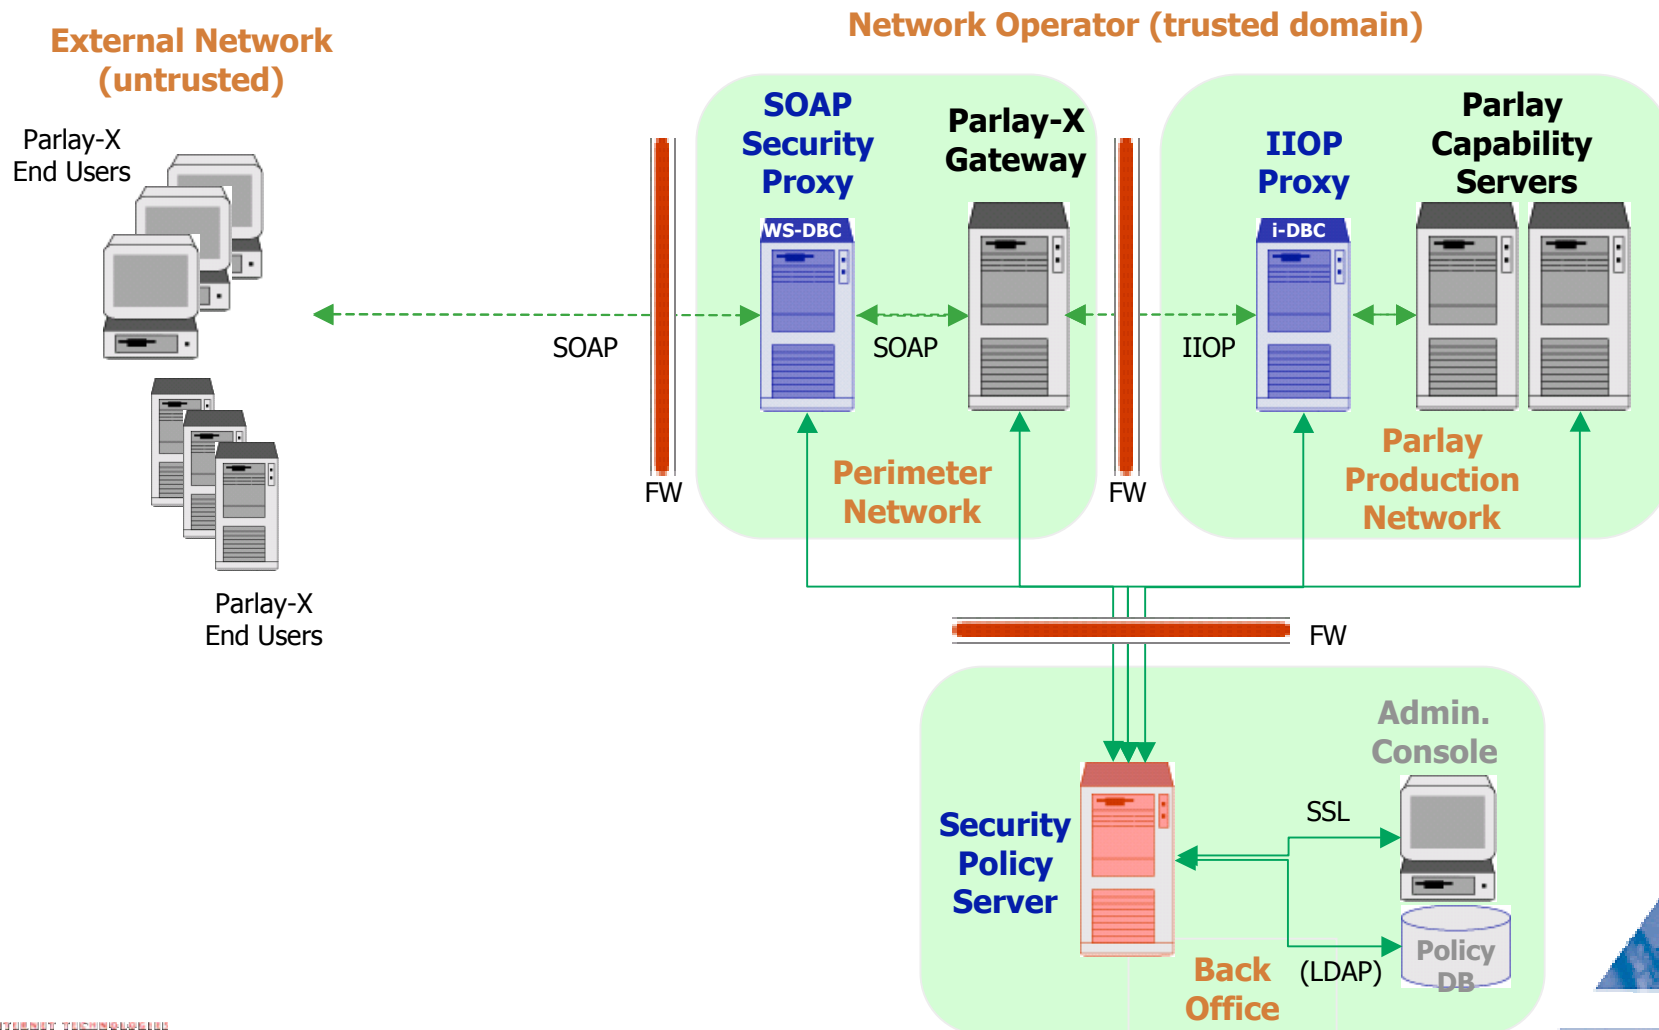 External Network
(untrusted)
Network Operator (trusted domain)
Parlay-X
End Users
SOAP
Security
Proxy
Parlay-X
Gateway
IIOP
Proxy
Parlay
Capability
Servers
WS-DBC
i-DBC
SOAP
SOAP
IIOP
FW
Perimeter
Network
FW
Parlay
Production
Network
Parlay-X
End Users
FW
Admin.
Console
Security
Policy
Server
SSL
(LDAP)
Policy
DB
Back
Office